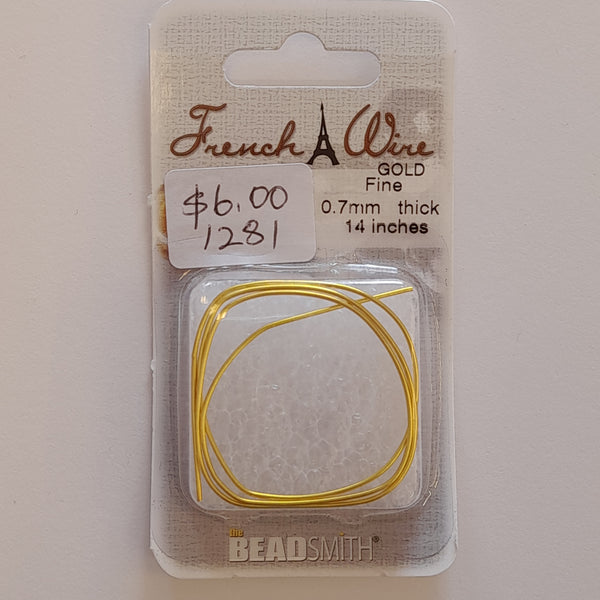 French Wire
GOLD
Fine
0.7mm thick
14 inches
$6.00
1281
the BEADSMITH®